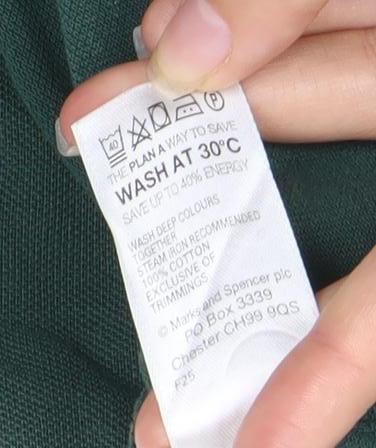 40 P
THE PLAN A WAY TO SAVE
WASH AT 30°C
SAVE UP TO 40% ENERGY
WASH DEEP COLOURS
TOGETHER
STEAM IRON RECOMMENDED
100% COTTON
EXCLUSIVE OF
TRIMMINGS
© Marks and Spencer plc
PO Box 3339
Chester CH99 9QS
F25